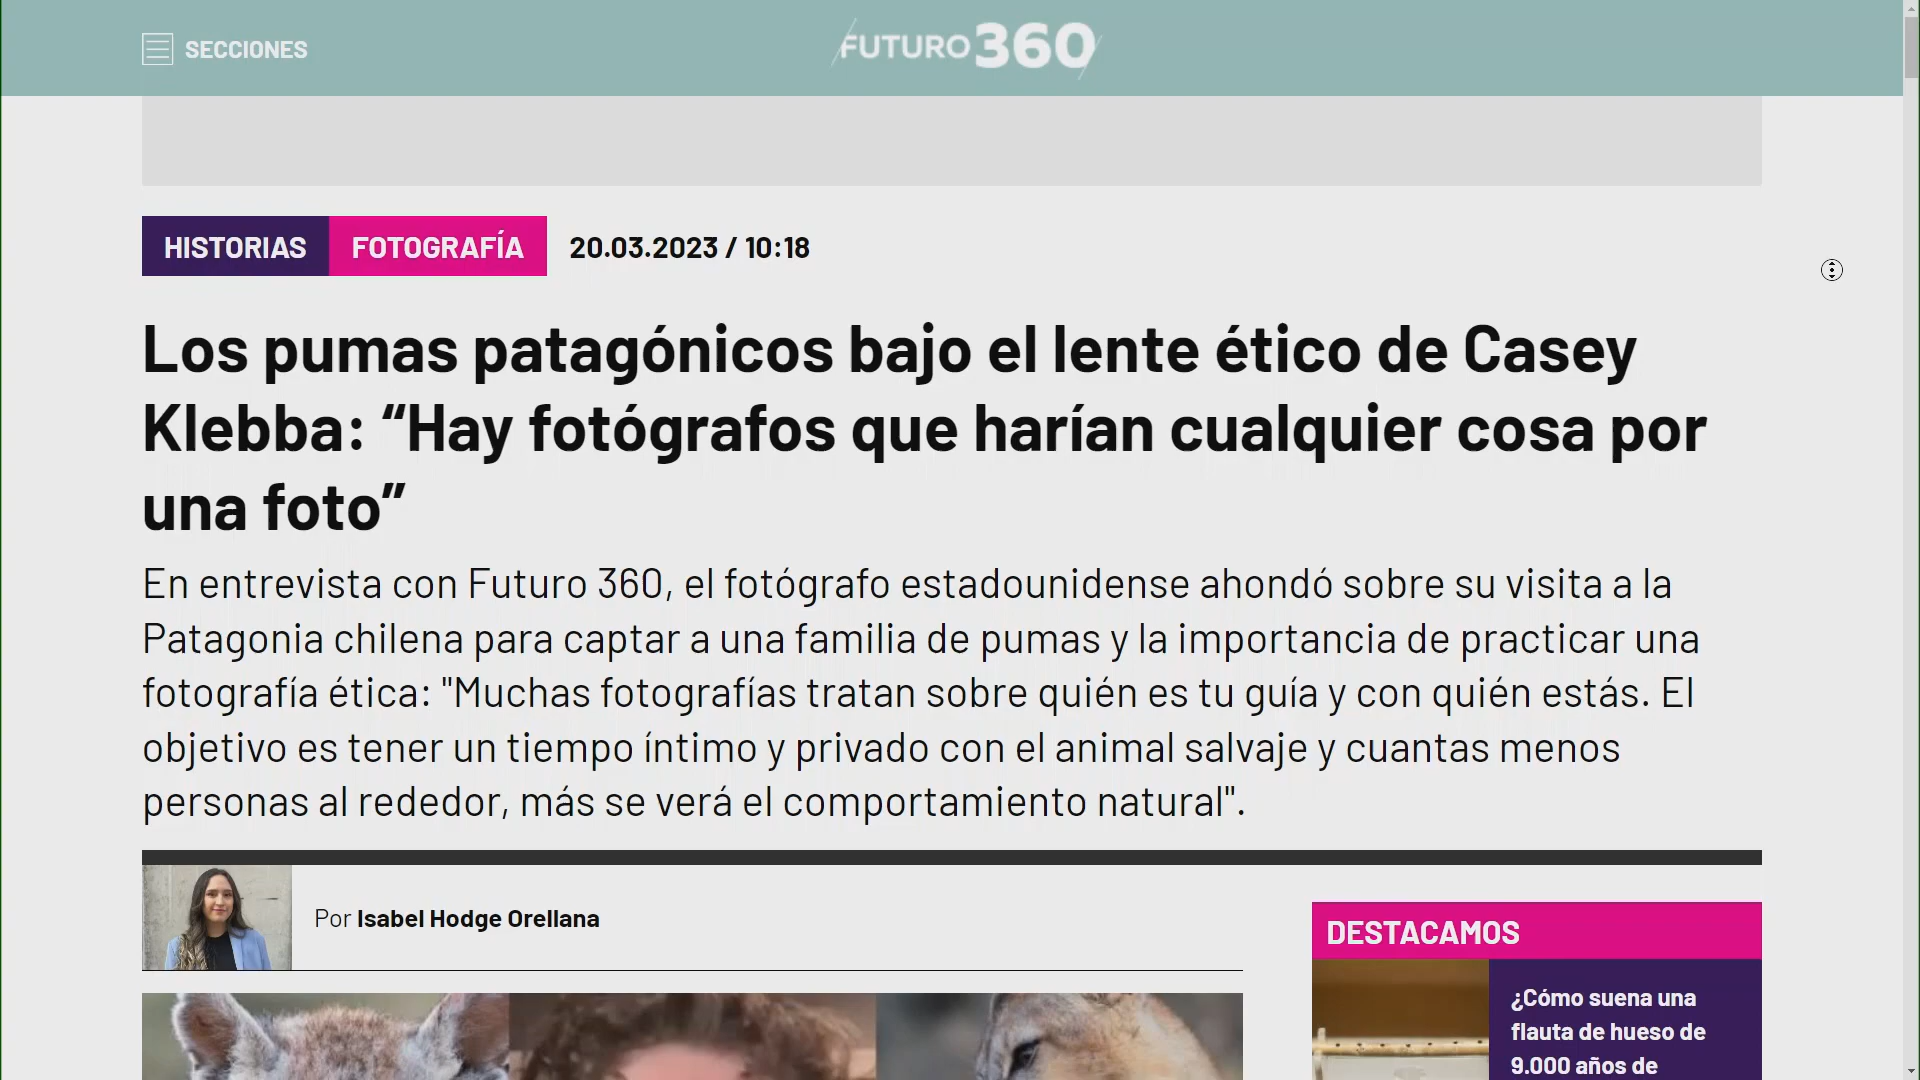 SECCIONES
FUTURO360
HISTORIAS FOTOGRAFÍA 20.03.2023 / 10:18
Los pumas patagónicos bajo el lente ético de Casey
Klebba: “Hay fotógrafos que harían cualquier cosa por
una foto”
En entrevista con Futuro 360, el fotógrafo estadounidense ahondó sobre su visita a la
Patagonia chilena para captar a una familia de pumas y la importancia de practicar una
fotografía ética: "Muchas fotografías tratan sobre quién es tu guía y con quién estás. El
objetivo es tener un tiempo íntimo y privado con el animal salvaje y cuantas menos
personas al rededor, más se verá el comportamiento natural".
Por Isabel Hodge Orellana
DESTACAMOS
¿Cómo suena una
flauta de hueso de
9.000 años de